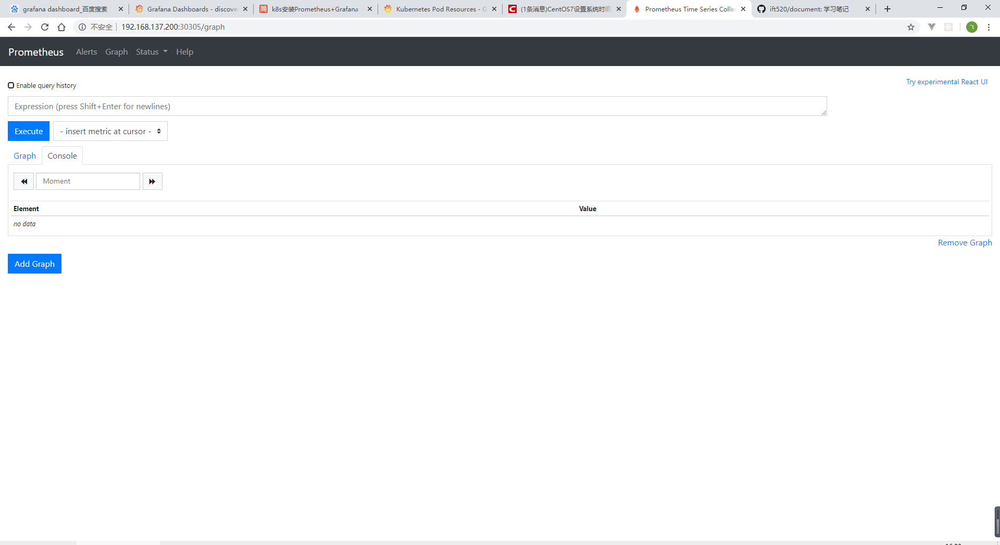 grafana dashboard_百度搜索
Grafana Dashboards - discove
k8s安装Prometheus+Grafana
Kubernetes Pod Resources - G
(1条消息)CentOS7设置系统时间
Prometheus Time Series Colle
ift520/document: 学习笔记
不安全 192.168.137.200:30305/graph
Prometheus Alerts Graph Status Help
Enable query history
Try experimental React UI
Expression (press Shift+Enter for newlines)
Execute - insert metric at cursor -
Graph Console
Moment
Element Value
no data
Remove Graph
Add Graph